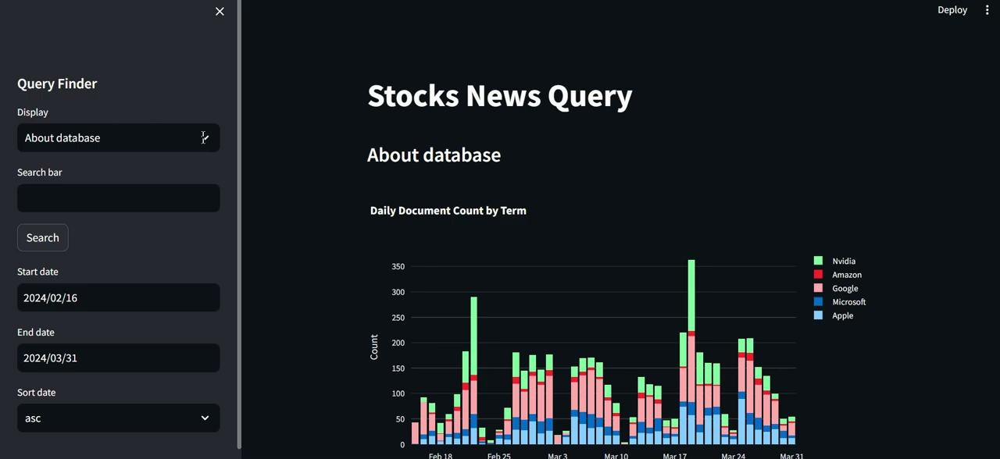 Deploy
Query Finder
Display
About database
Search bar
Search
Start date
2024/02/16
End date
2024/03/31
Sort date
asc
Stocks News Query
About database
Daily Document Count by Term
Count
350
300
250
200
150
100
50
0
Feb 18
Feb 25
Mar 3
Mar 10
Mar 17
Mar 24
Mar 31
Nvidia
Amazon
Google
Microsoft
Apple